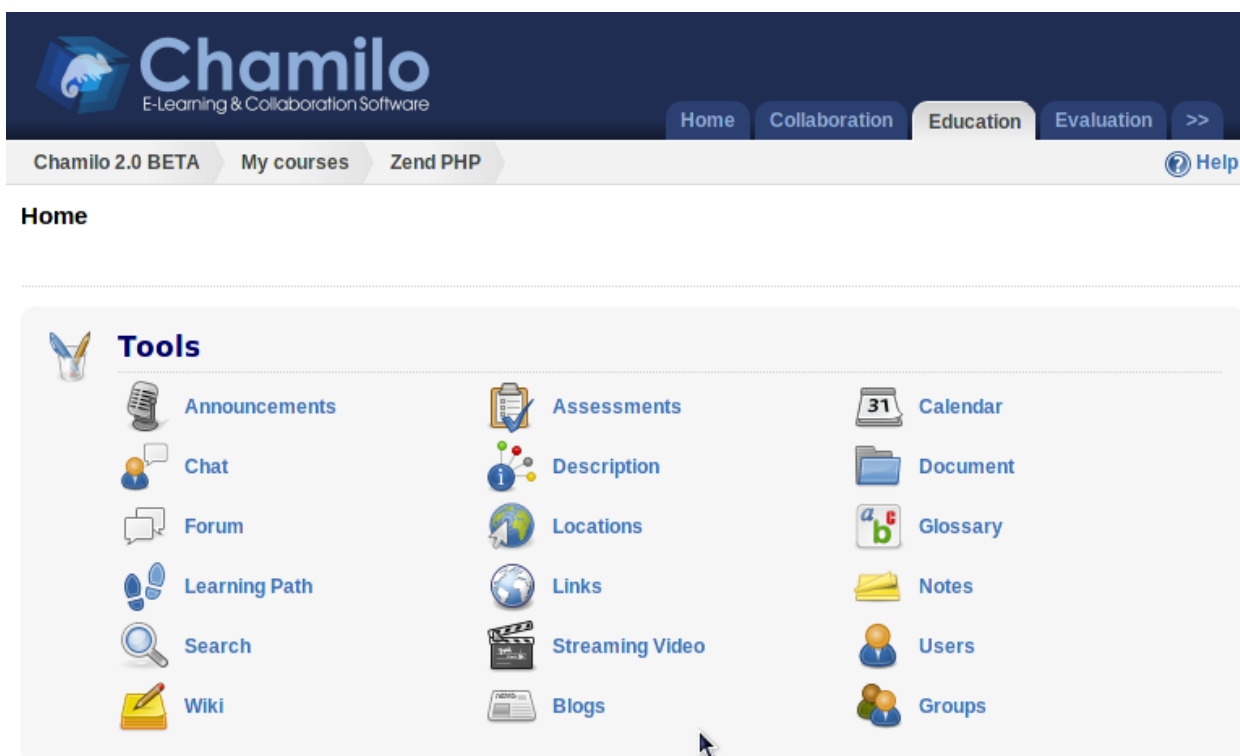 Chamilo
E-Learning & Collaboration Software
Home Collaboration Education Evaluation >>
Chamilo 2.0 BETA My courses Zend PHP Help
Home
Tools
Announcements Assessments 31 Calendar
Chat Description Document
Forum Locations Glossary
Learning Path Links Notes
Search Streaming Video Users
Wiki Blogs Groups